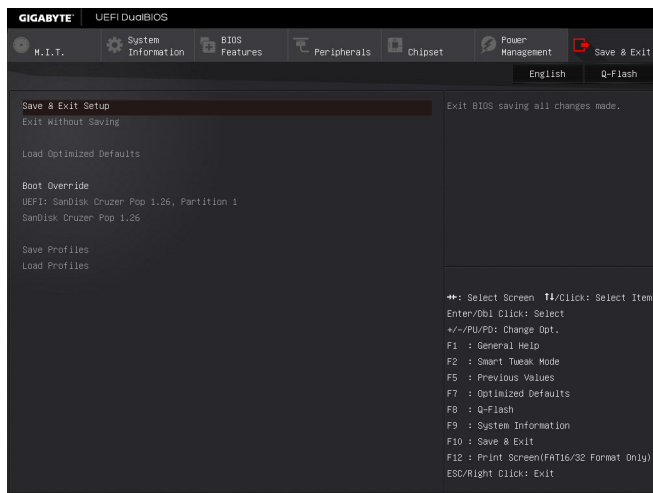 GIGABYTE™ UEFI DualBIOS
M.I.T.
System Information
BIOS Features
Peripherals
Chipset
Power Management
Save & Exit
English
Q-Flash
Save & Exit Setup
Exit Without Saving
Load Optimized Defaults
Boot Override
UEFI: SanDisk Cruzer Pop 1.26, Partition 1
SanDisk Cruzer Pop 1.26
Save Profiles
Load Profiles
Exit BIOS saving all changes made.
→←: Select Screen ↑↓/Click: Select Item
Enter/Dbl Click: Select
+/-/PU/PD: Change Opt.
F1 : General Help
F2 : Smart Tweak Mode
F5 : Previous Values
F7 : Optimized Defaults
F8 : Q-Flash
F9 : System Information
F10 : Save & Exit
F12 : Print Screen(FAT16/32 Format Only)
ESC/Right Click: Exit